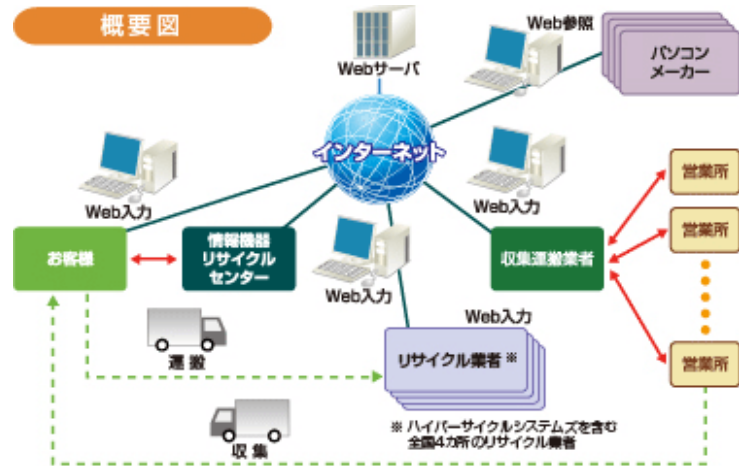 概要図
Webサーバ
Web参照
パソコン
メーカー
インターネット
Web入力
Web入力
Web入力
お客様
情報機器
リサイクル
センター
収集運搬業者
営業所
営業所
営業所
Web入力
リサイクル業者 ※
運搬
収集
※ ハイパーサイクルシステムズを含む
全国4カ所のリサイクル業者